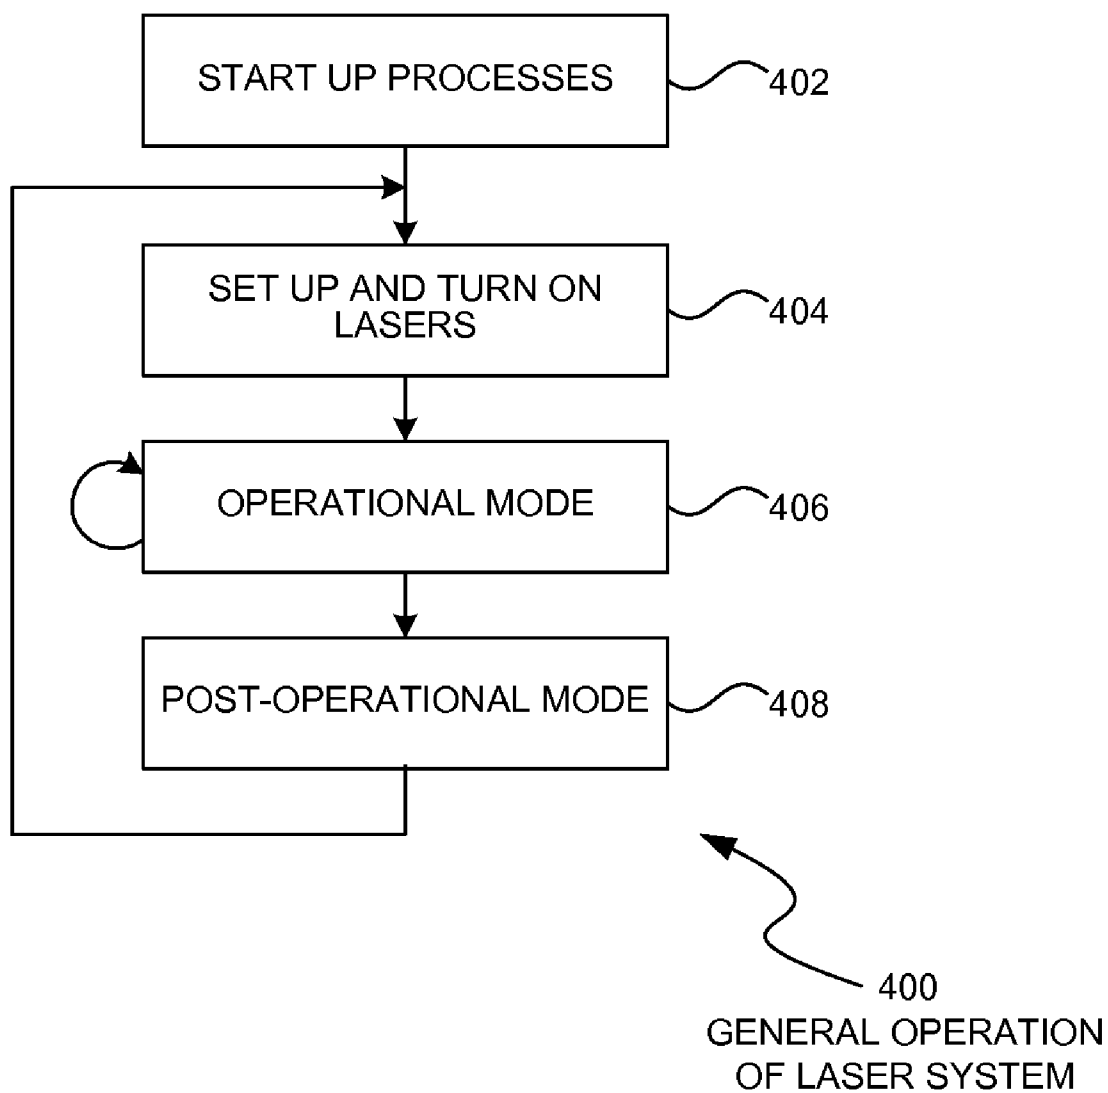 START UP PROCESSES
402
SET UP AND TURN ON
LASERS
404
OPERATIONAL MODE
406
POST-OPERATIONAL MODE
408
400
GENERAL OPERATION
OF LASER SYSTEM